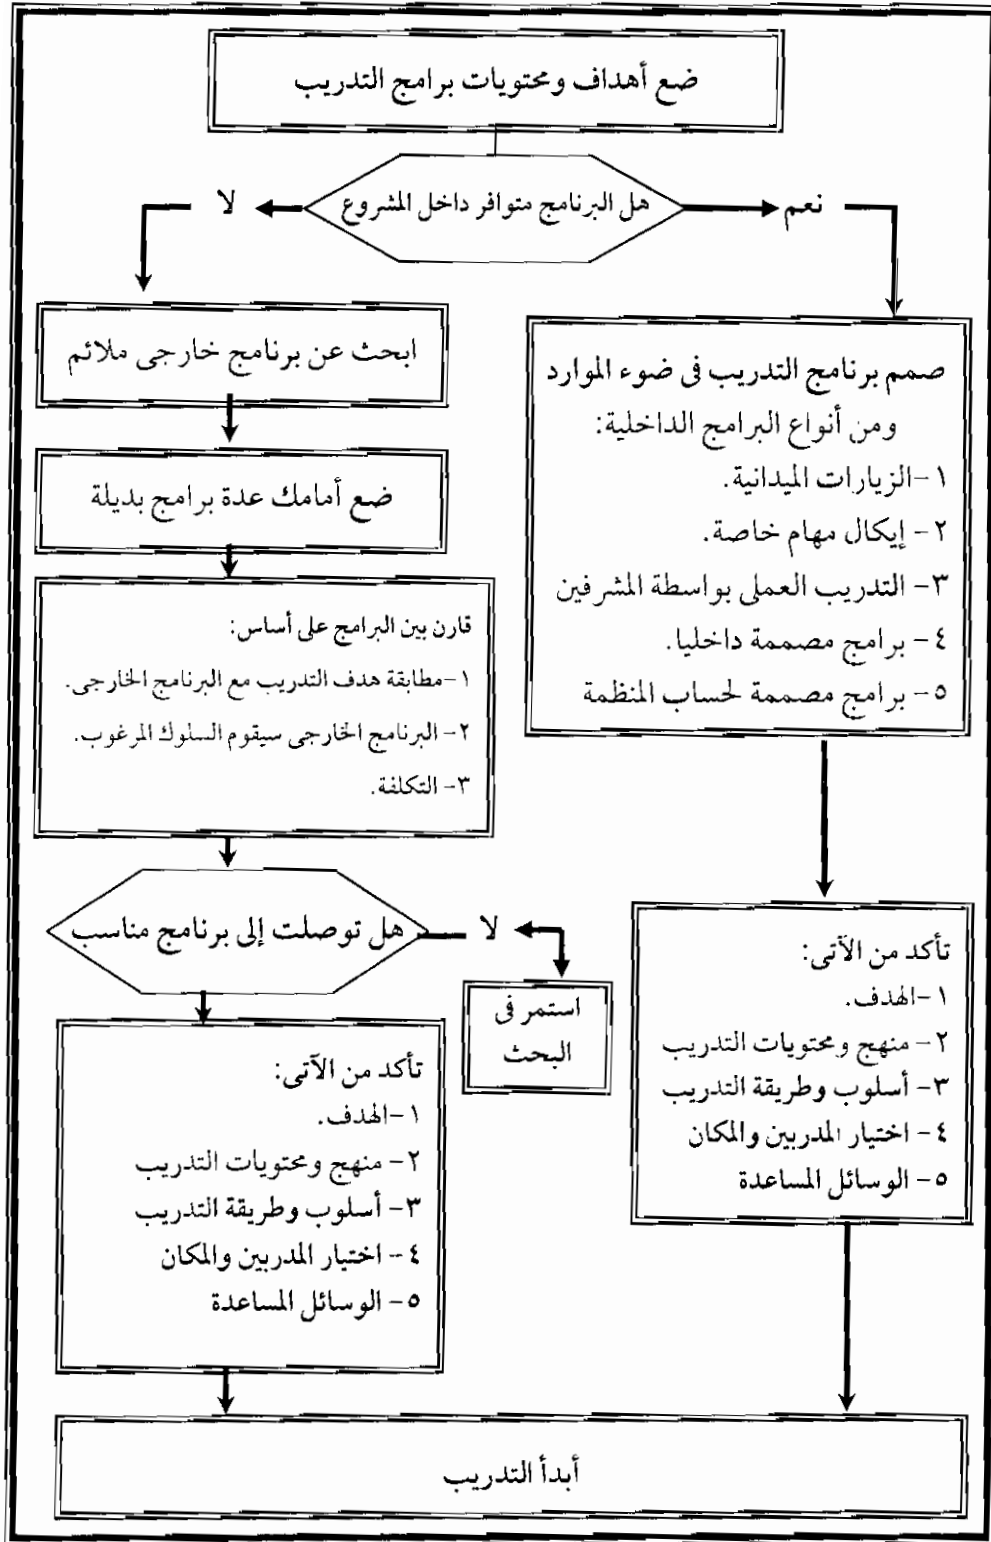 ضع أهداف ومحتويات برامج التدريب
هل البرنامج متوافر داخل المشروع
نعم
لا
صمم برنامج التدريب فى ضوء الموارد
ومن أنواع البرامج الداخلية:
١-الزيارات الميدانية.
٢- إيكال مهام خاصة.
٣- التدريب العملى بواسطة المشرفين
٤- برامج مصممة داخليا.
٥- برامج مصممة لحساب المنظمة
تأكد من الآتى:
١-الهدف.
٢- منهج ومحتويات التدريب
٣- أسلوب وطريقة التدريب
٤- اختيار المدربين والمكان
٥- الوسائل المساعدة
ابحث عن برنامج خارجى ملائم
ضع أمامك عدة برامج بديلة
قارن بين البرامج على أساس:
١-مطابقة هدف التدريب مع البرنامج الخارجى.
٢- البرنامج الخارجى سيقوم السلوك المرغوب.
٣- التكلفة.
هل توصلت إلى برنامج مناسب
لا
استمر فى
البحث
تأكد من الآتى:
١-الهدف.
٢- منهج ومحتويات التدريب
٣- أسلوب وطريقة التدريب
٤- اختيار المدربين والمكان
٥- الوسائل المساعدة
أبدأ التدريب